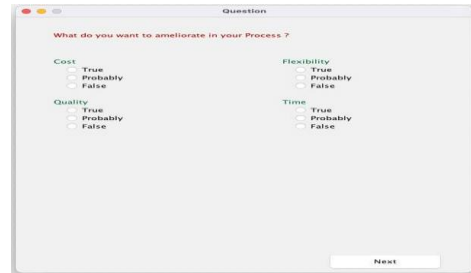 Question
What do you want to ameliorate in your Process ?
Cost
True
Probably
False
Flexibility
True
Probably
False
Quality
True
Probably
False
Time
True
Probably
False
Next